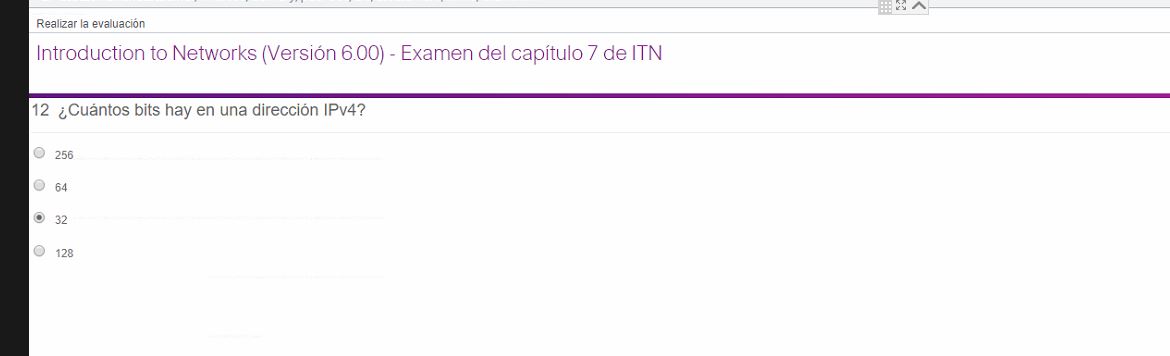 Realizar la evaluación
Introduction to Networks (Versión 6.00) - Examen del capítulo 7 de ITN
12 ¿Cuántos bits hay en una dirección IPv4?
256
64
32
128